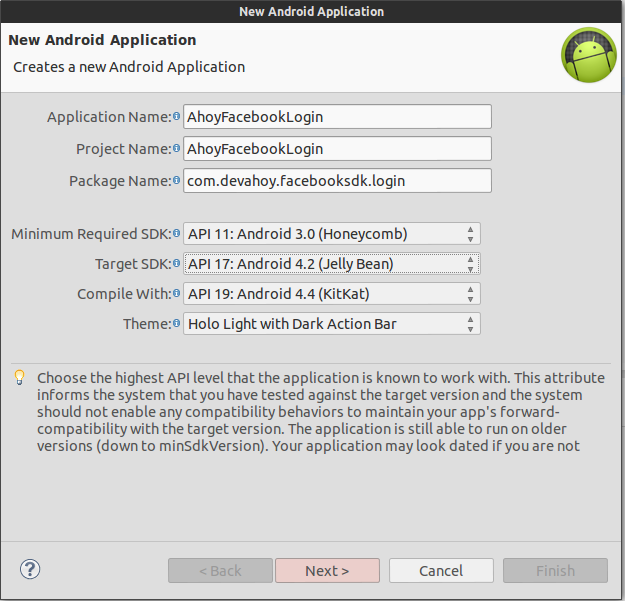 New Android Application
New Android Application
Creates a new Android Application
Application Name: AhoyFacebookLogin
Project Name: AhoyFacebookLogin
Package Name: com.devahoy.facebooksdk.login
Minimum Required SDK: API 11: Android 3.0 (Honeycomb)
Target SDK: API 17: Android 4.2 (Jelly Bean)
Compile With: API 19: Android 4.4 (KitKat)
Theme: Holo Light with Dark Action Bar
Choose the highest API level that the application is known to work with. This attribute
informs the system that you have tested against the target version and the system
should not enable any compatibility behaviors to maintain your app's forward-
compatibility with the target version. The application is still able to run on older
versions (down to minSdkVersion). Your application may look dated if you are not
? < Back Next > Cancel Finish